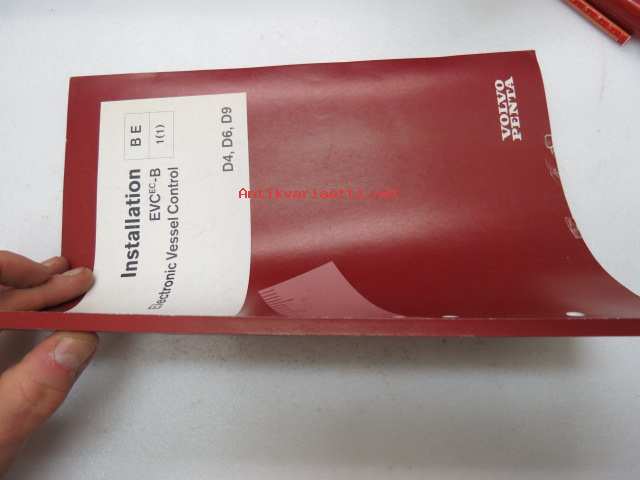 Installation
EVC^EC-B
Electronic Vessel Control
B E
1(1)
D4, D6, D9
VOLVO
PENTA
Antikvariaatti.net